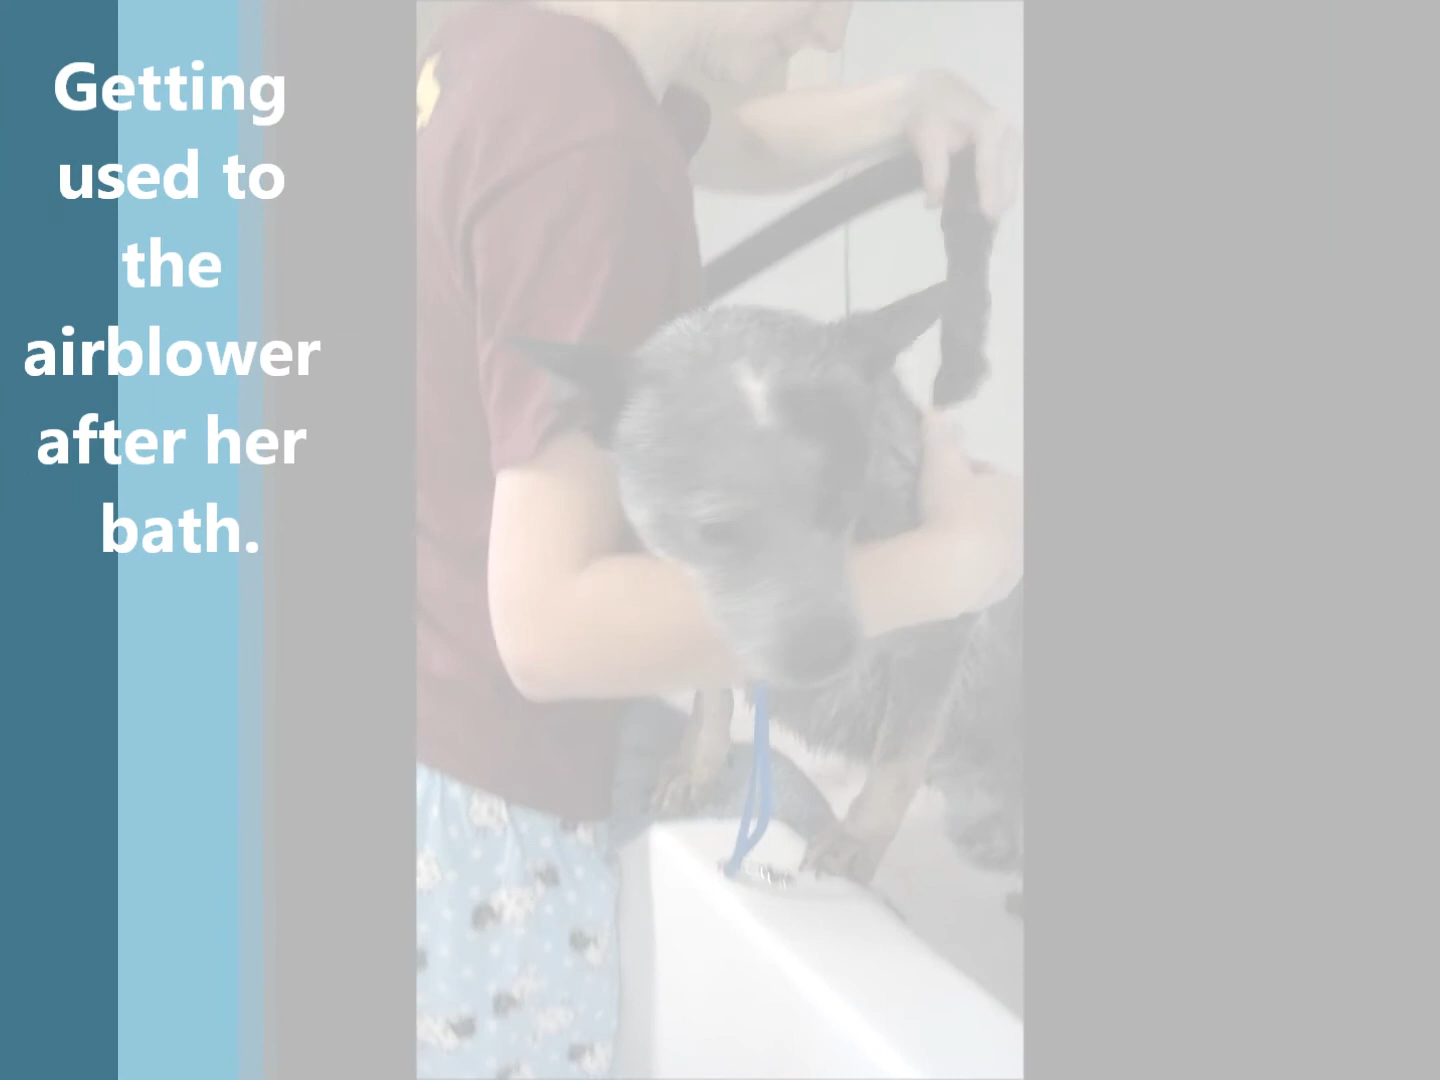 Getting
used to
the
airblower
after her
bath.